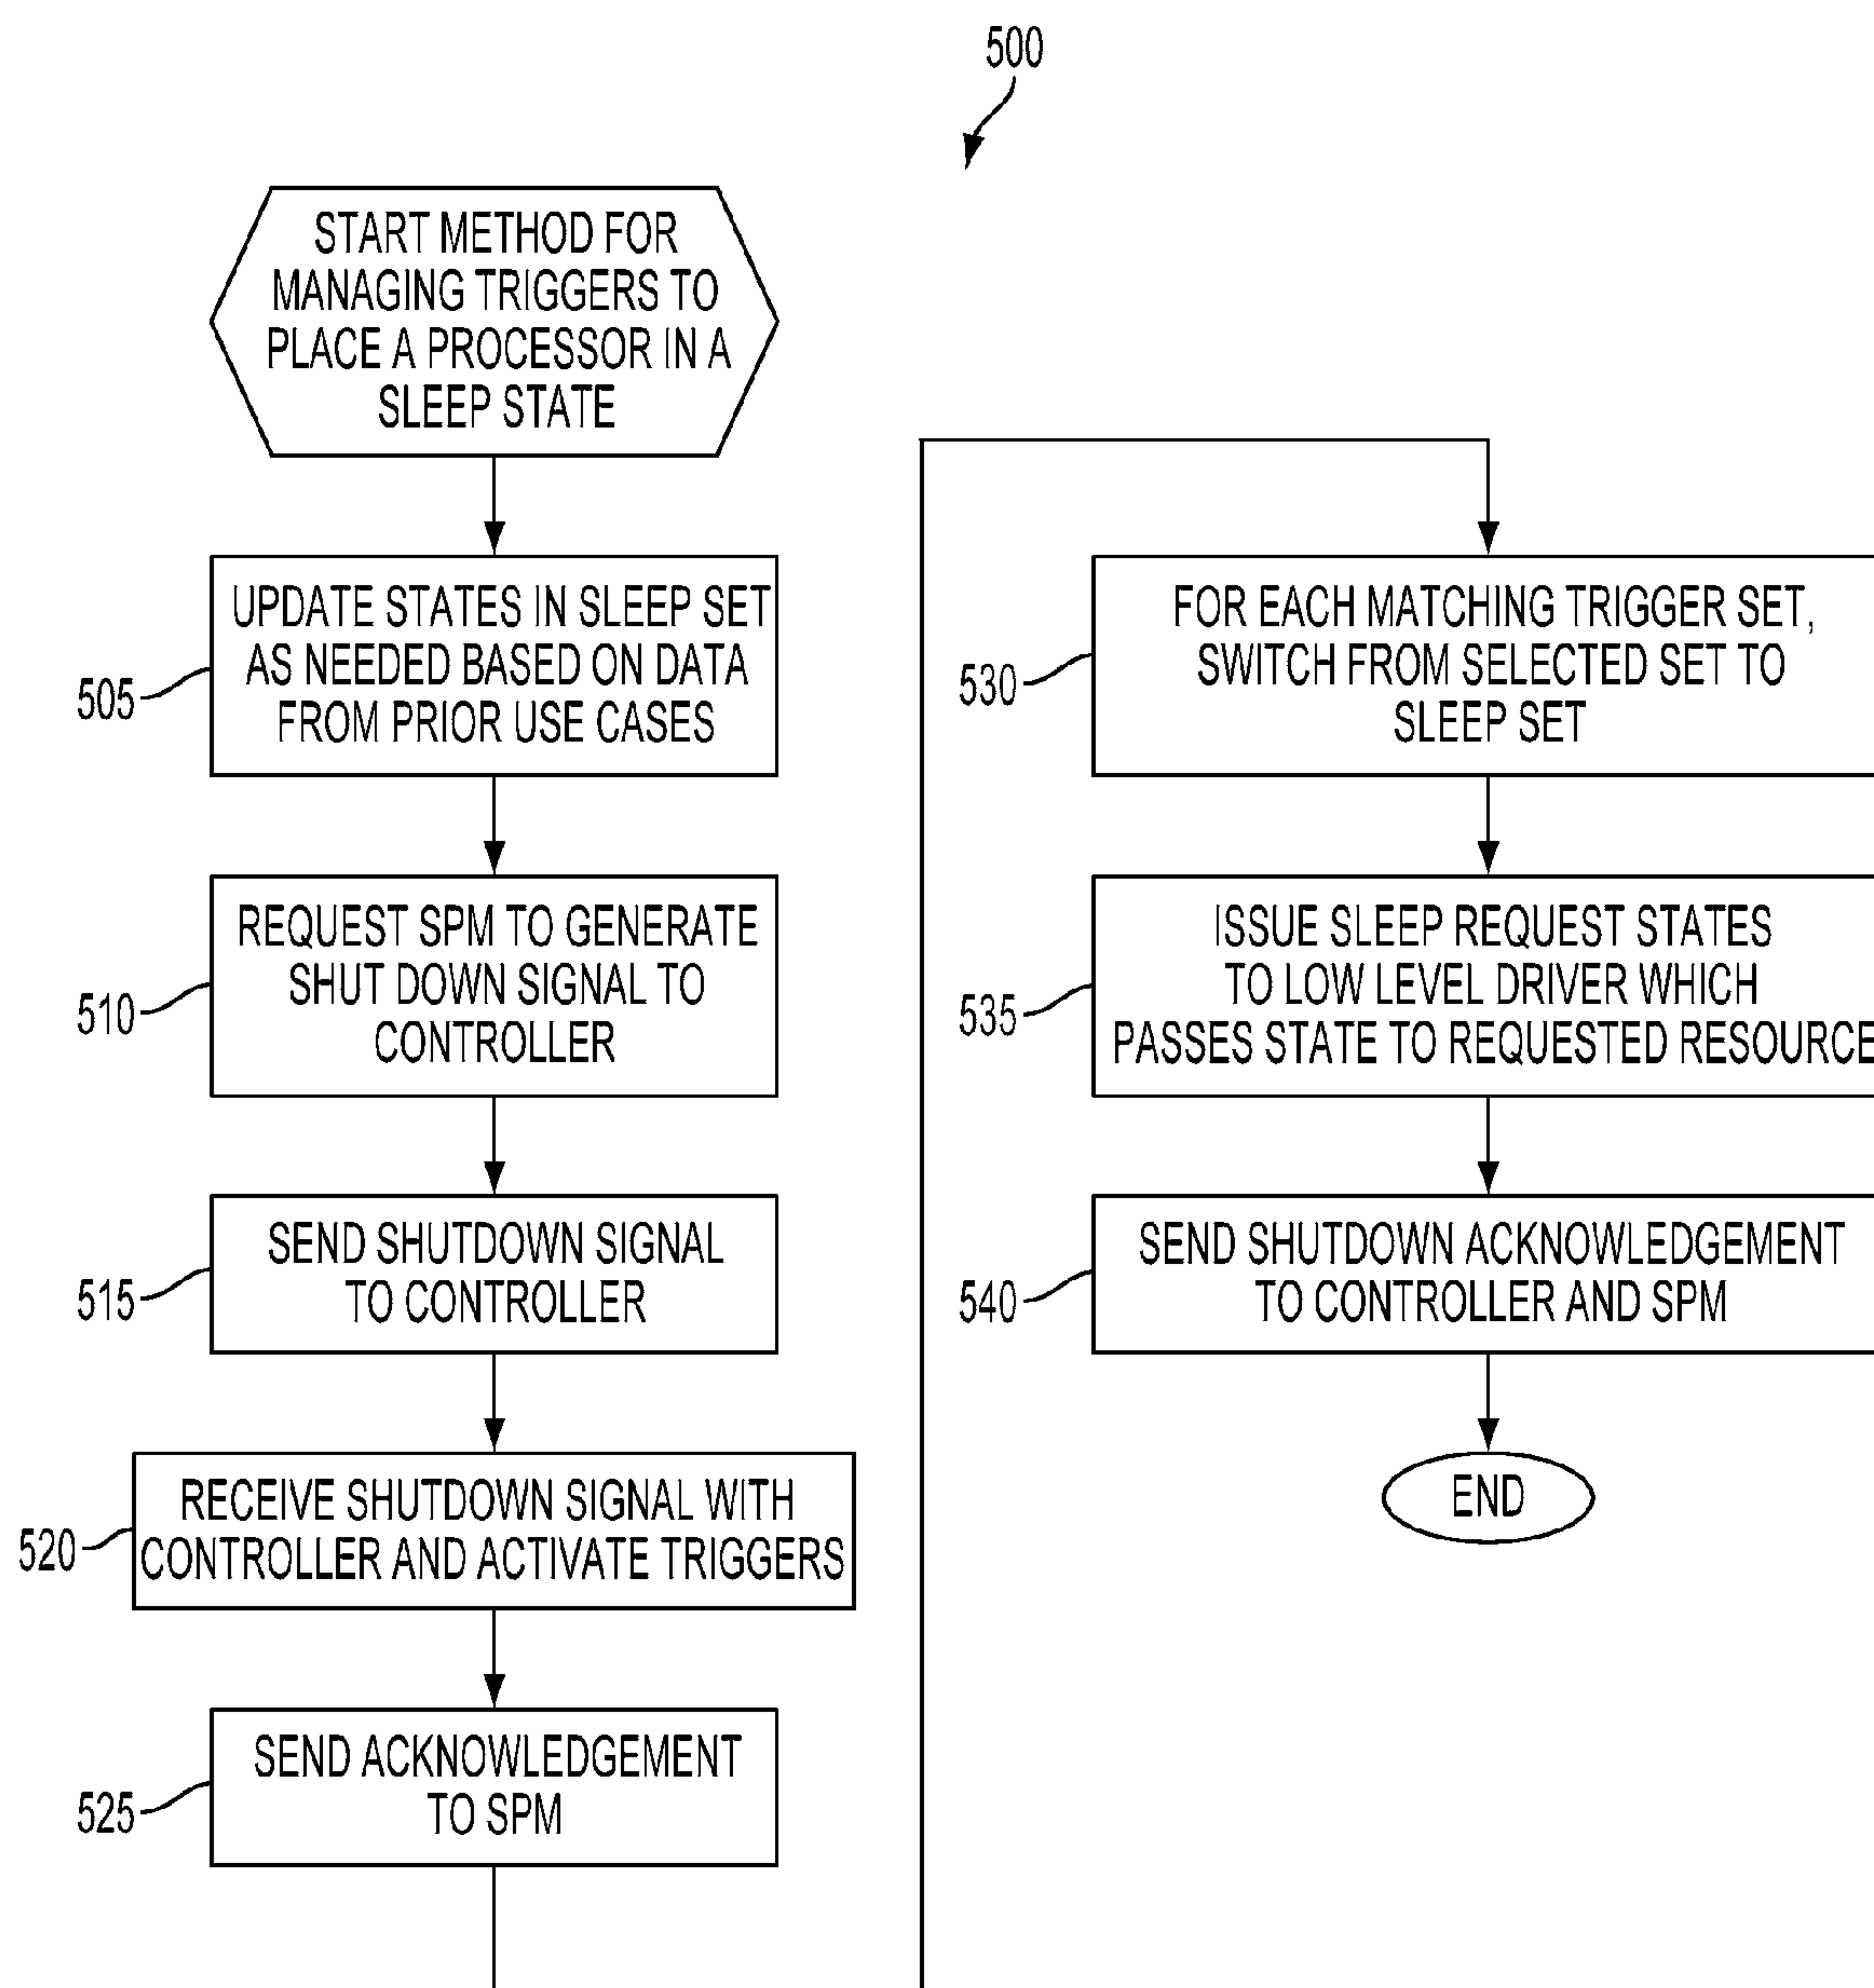 500
START METHOD FOR
MANAGING TRIGGERS TO
PLACE A PROCESSOR IN A
SLEEP STATE
UPDATE STATES IN SLEEP SET
AS NEEDED BASED ON DATA
FROM PRIOR USE CASES
505
REQUEST SPM TO GENERATE
SHUT DOWN SIGNAL TO
CONTROLLER
510
SEND SHUTDOWN SIGNAL
TO CONTROLLER
515
RECEIVE SHUTDOWN SIGNAL WITH
CONTROLLER AND ACTIVATE TRIGGERS
520
SEND ACKNOWLEDGEMENT
TO SPM
525
FOR EACH MATCHING TRIGGER SET,
SWITCH FROM SELECTED SET TO
SLEEP SET
530
ISSUE SLEEP REQUEST STATES
TO LOW LEVEL DRIVER WHICH
PASSES STATE TO REQUESTED RESOURCE
535
SEND SHUTDOWN ACKNOWLEDGEMENT
TO CONTROLLER AND SPM
540
END